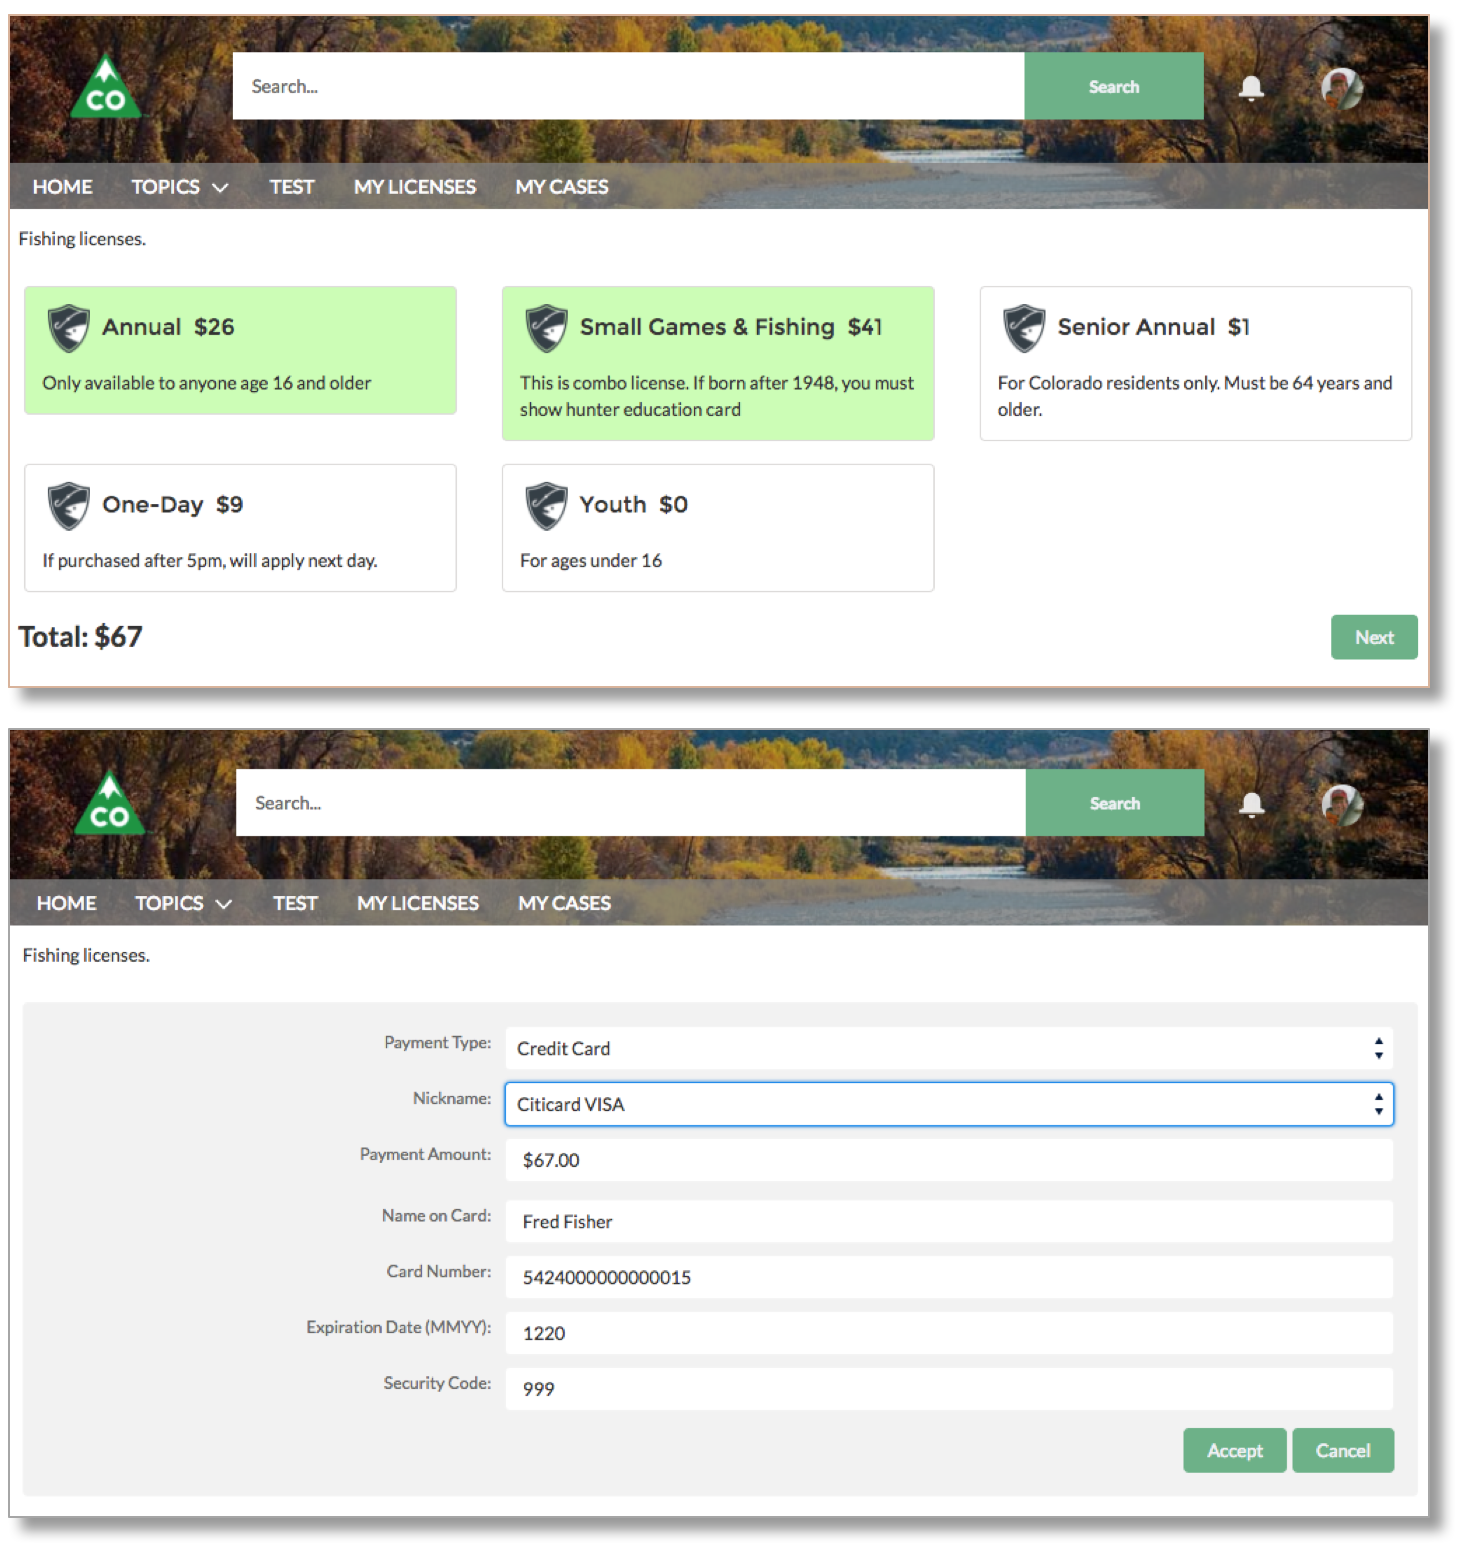 CO
Search...
Search
HOME TOPICS TEST MY LICENSES MY CASES
Fishing licenses.
Annual $26
Only available to anyone age 16 and older
Small Games & Fishing $41
This is combo license. If born after 1948, you must
show hunter education card
Senior Annual $1
For Colorado residents only. Must be 64 years and
older.
One-Day $9
If purchased after 5pm, will apply next day.
Youth $0
For ages under 16
Total: $67
Next
CO
Search...
Search
HOME TOPICS TEST MY LICENSES MY CASES
Fishing licenses.
Payment Type: Credit Card
Nickname: Citicard VISA
Payment Amount: $67.00
Name on Card: Fred Fisher
Card Number: 5424000000000015
Expiration Date (MMYY): 1220
Security Code: 999
Accept Cancel